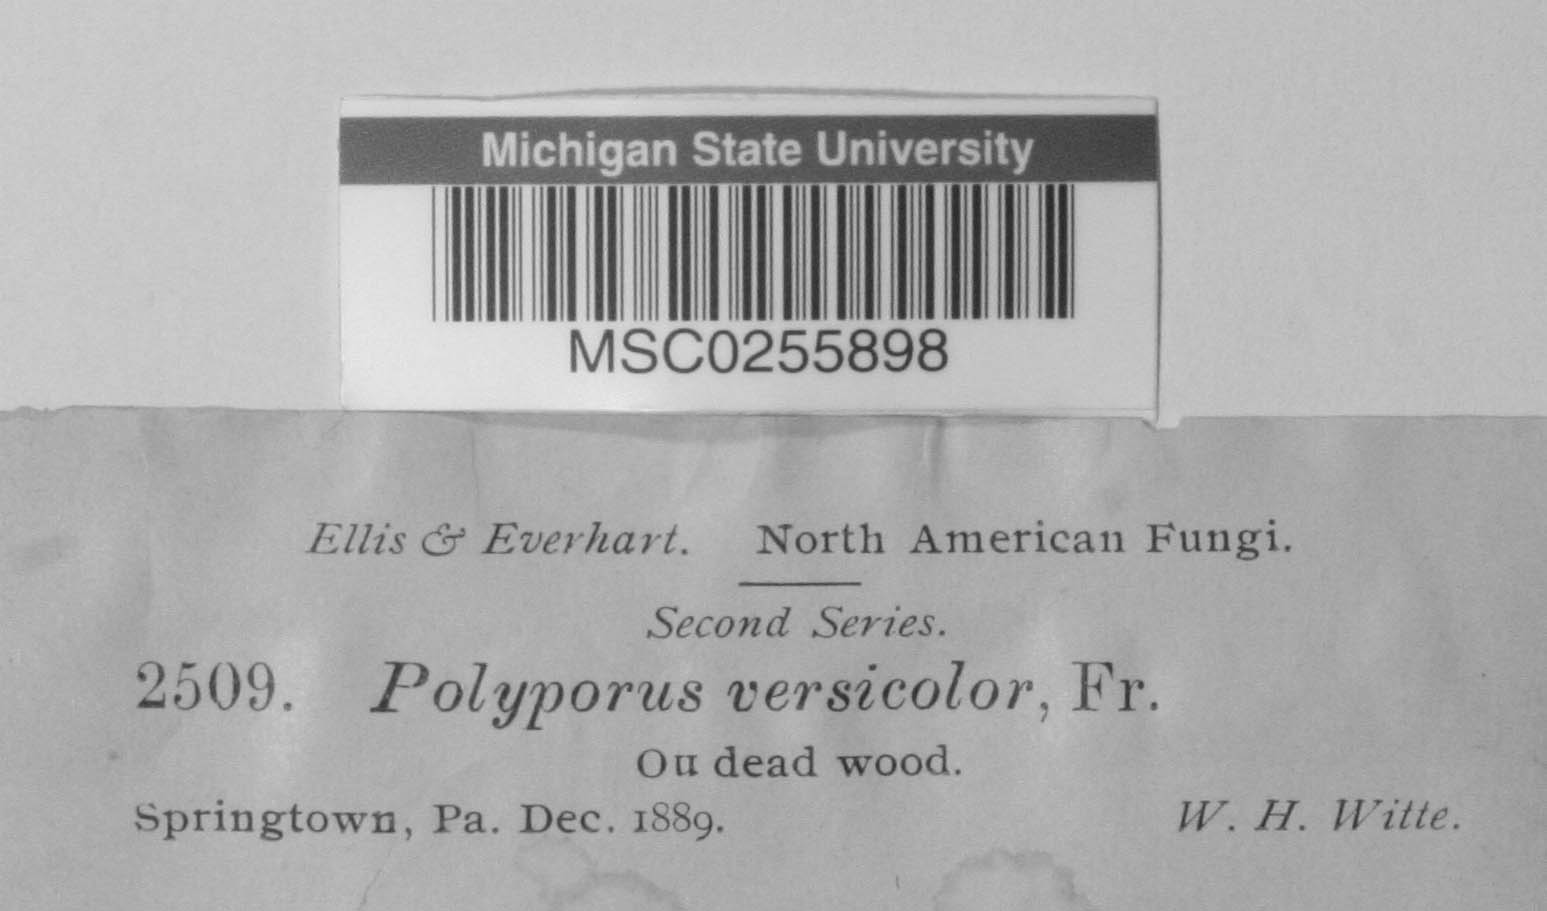 Michigan State University
MSC0255898
Ellis & Everhart. North American Fungi.
Second Series.
2509. Polyporus versicolor, Fr.
On dead wood.
Springtown, Pa. Dec. 1889. W. H. Witte.